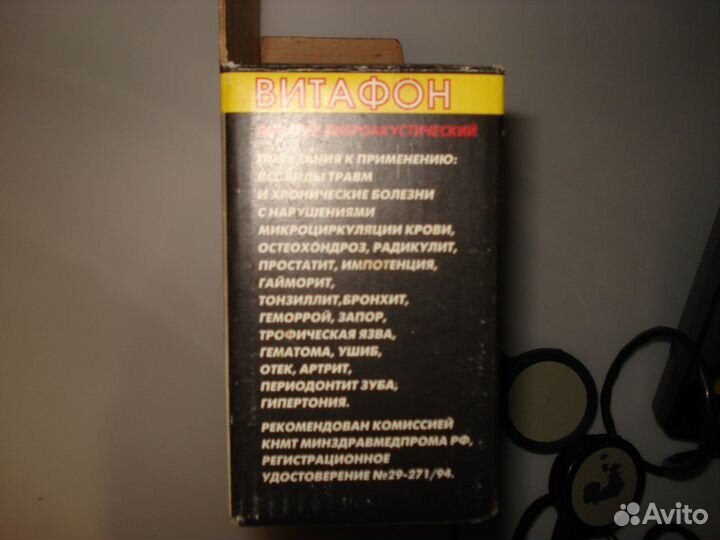 ВИТАФОН
АППАРАТ ВИБРОАКУСТИЧЕСКИЙ
ПОКАЗАНИЯ К ПРИМЕНЕНИЮ:
ВСЕ ВИДЫ ТРАВМ
И ХРОНИЧЕСКИЕ БОЛЕЗНИ
С НАРУШЕНИЯМИ
МИКРОЦИРКУЛЯЦИИ КРОВИ,
ОСТЕОХОНДРОЗ, РАДИКУЛИТ,
ПРОСТАТИТ, ИМПОТЕНЦИЯ,
ГАЙМОРИТ,
ТОНЗИЛЛИТ,БРОНХИТ,
ГЕМОРРОЙ, ЗАПОР,
ТРОФИЧЕСКАЯ ЯЗВА,
ГЕМАТОМА, УШИБ,
ОТЕК, АРТРИТ,
ПЕРИОДОНТИТ ЗУБА,
ГИПЕРТОНИЯ.
РЕКОМЕНДОВАН КОМИССИЕЙ
КНМТ МИНЗДРАВМЕДПРОМА РФ,
РЕГИСТРАЦИОННОЕ
УДОСТОВЕРЕНИЕ №29-271/94.
Avito